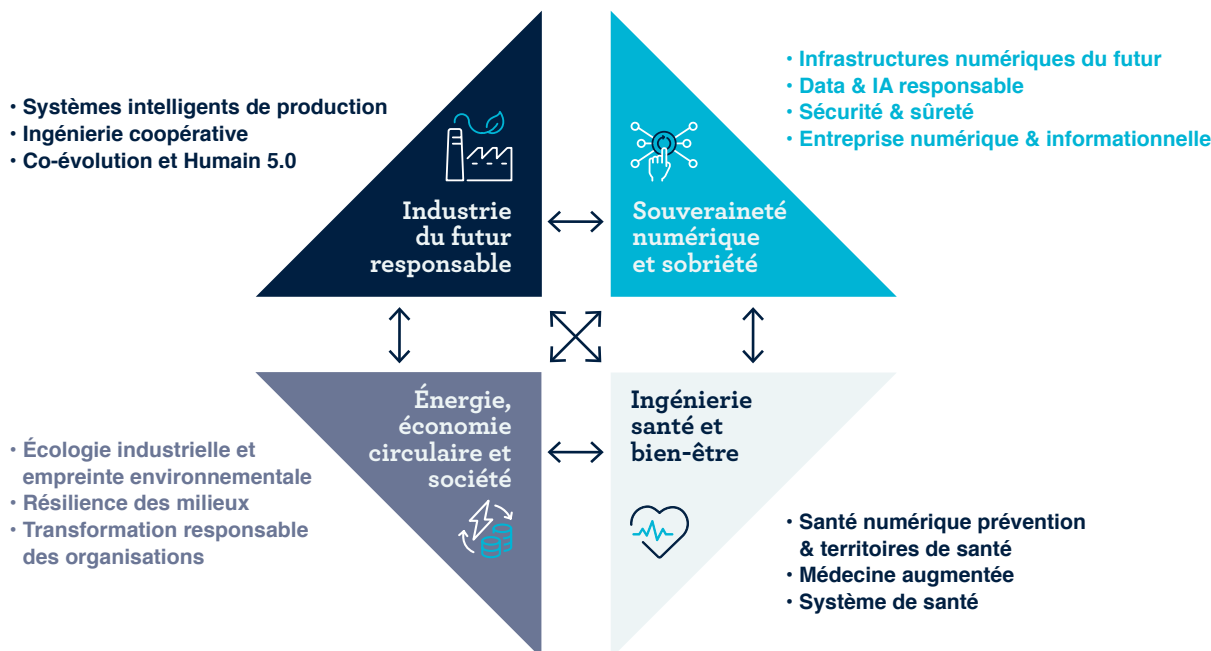 • Systèmes intelligents de production
• Ingénierie coopérative
• Co-évolution et Humain 5.0
Industrie
du futur
responsable
• Infrastructures numériques du futur
• Data & IA responsable
• Sécurité & sûreté
• Entreprise numérique & informationnelle
Souveraineté
numérique
et sobriété
Énergie,
économie
circulaire et
société
• Écologie industrielle et
empreinte environnementale
• Résilience des milieux
• Transformation responsable
des organisations
Ingénierie
santé et
bien-être
• Santé numérique prévention
& territoires de santé
• Médecine augmentée
• Système de santé